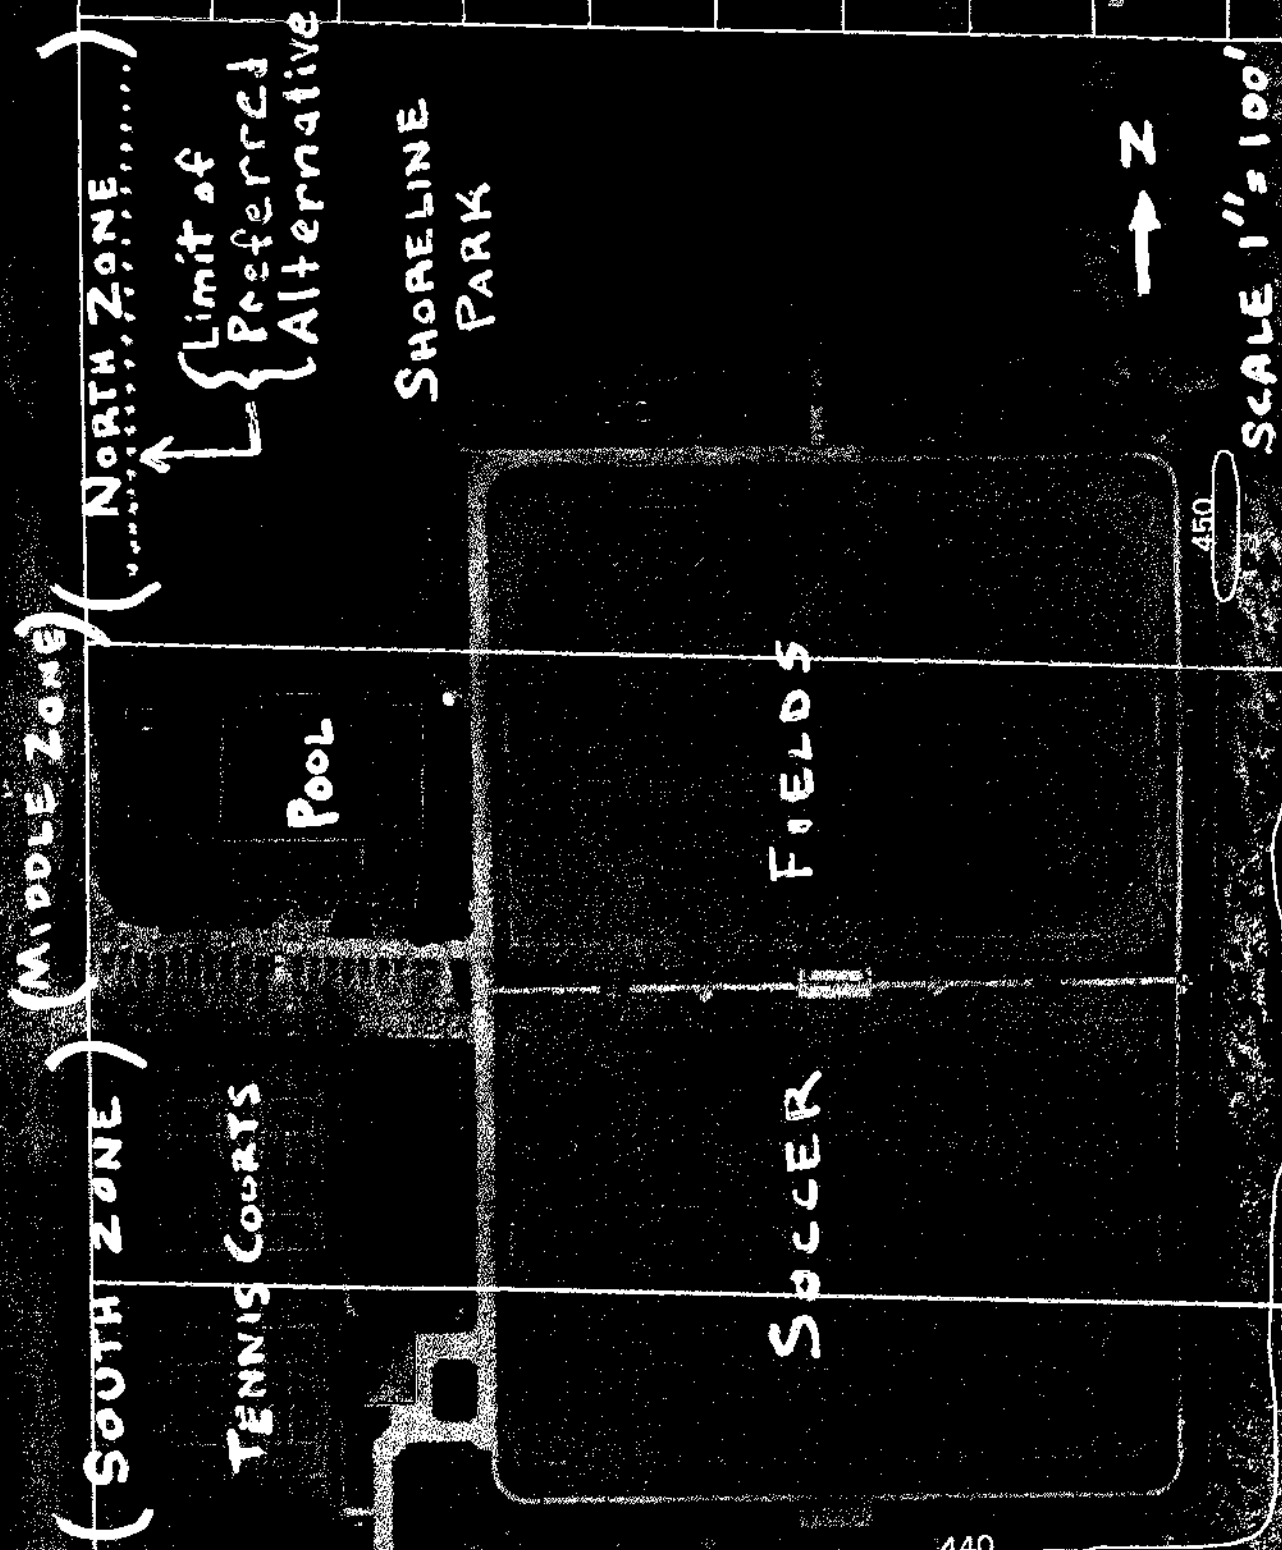 (SOUTH ZONE)
(MIDDLE ZONE)
(NORTH ZONE)
Limit of
Preferred
Alternative
TENNIS COURTS
POOL
SHORELINE
PARK
SOCCER FIELDS
N
450
SCALE 1"= 100'
440